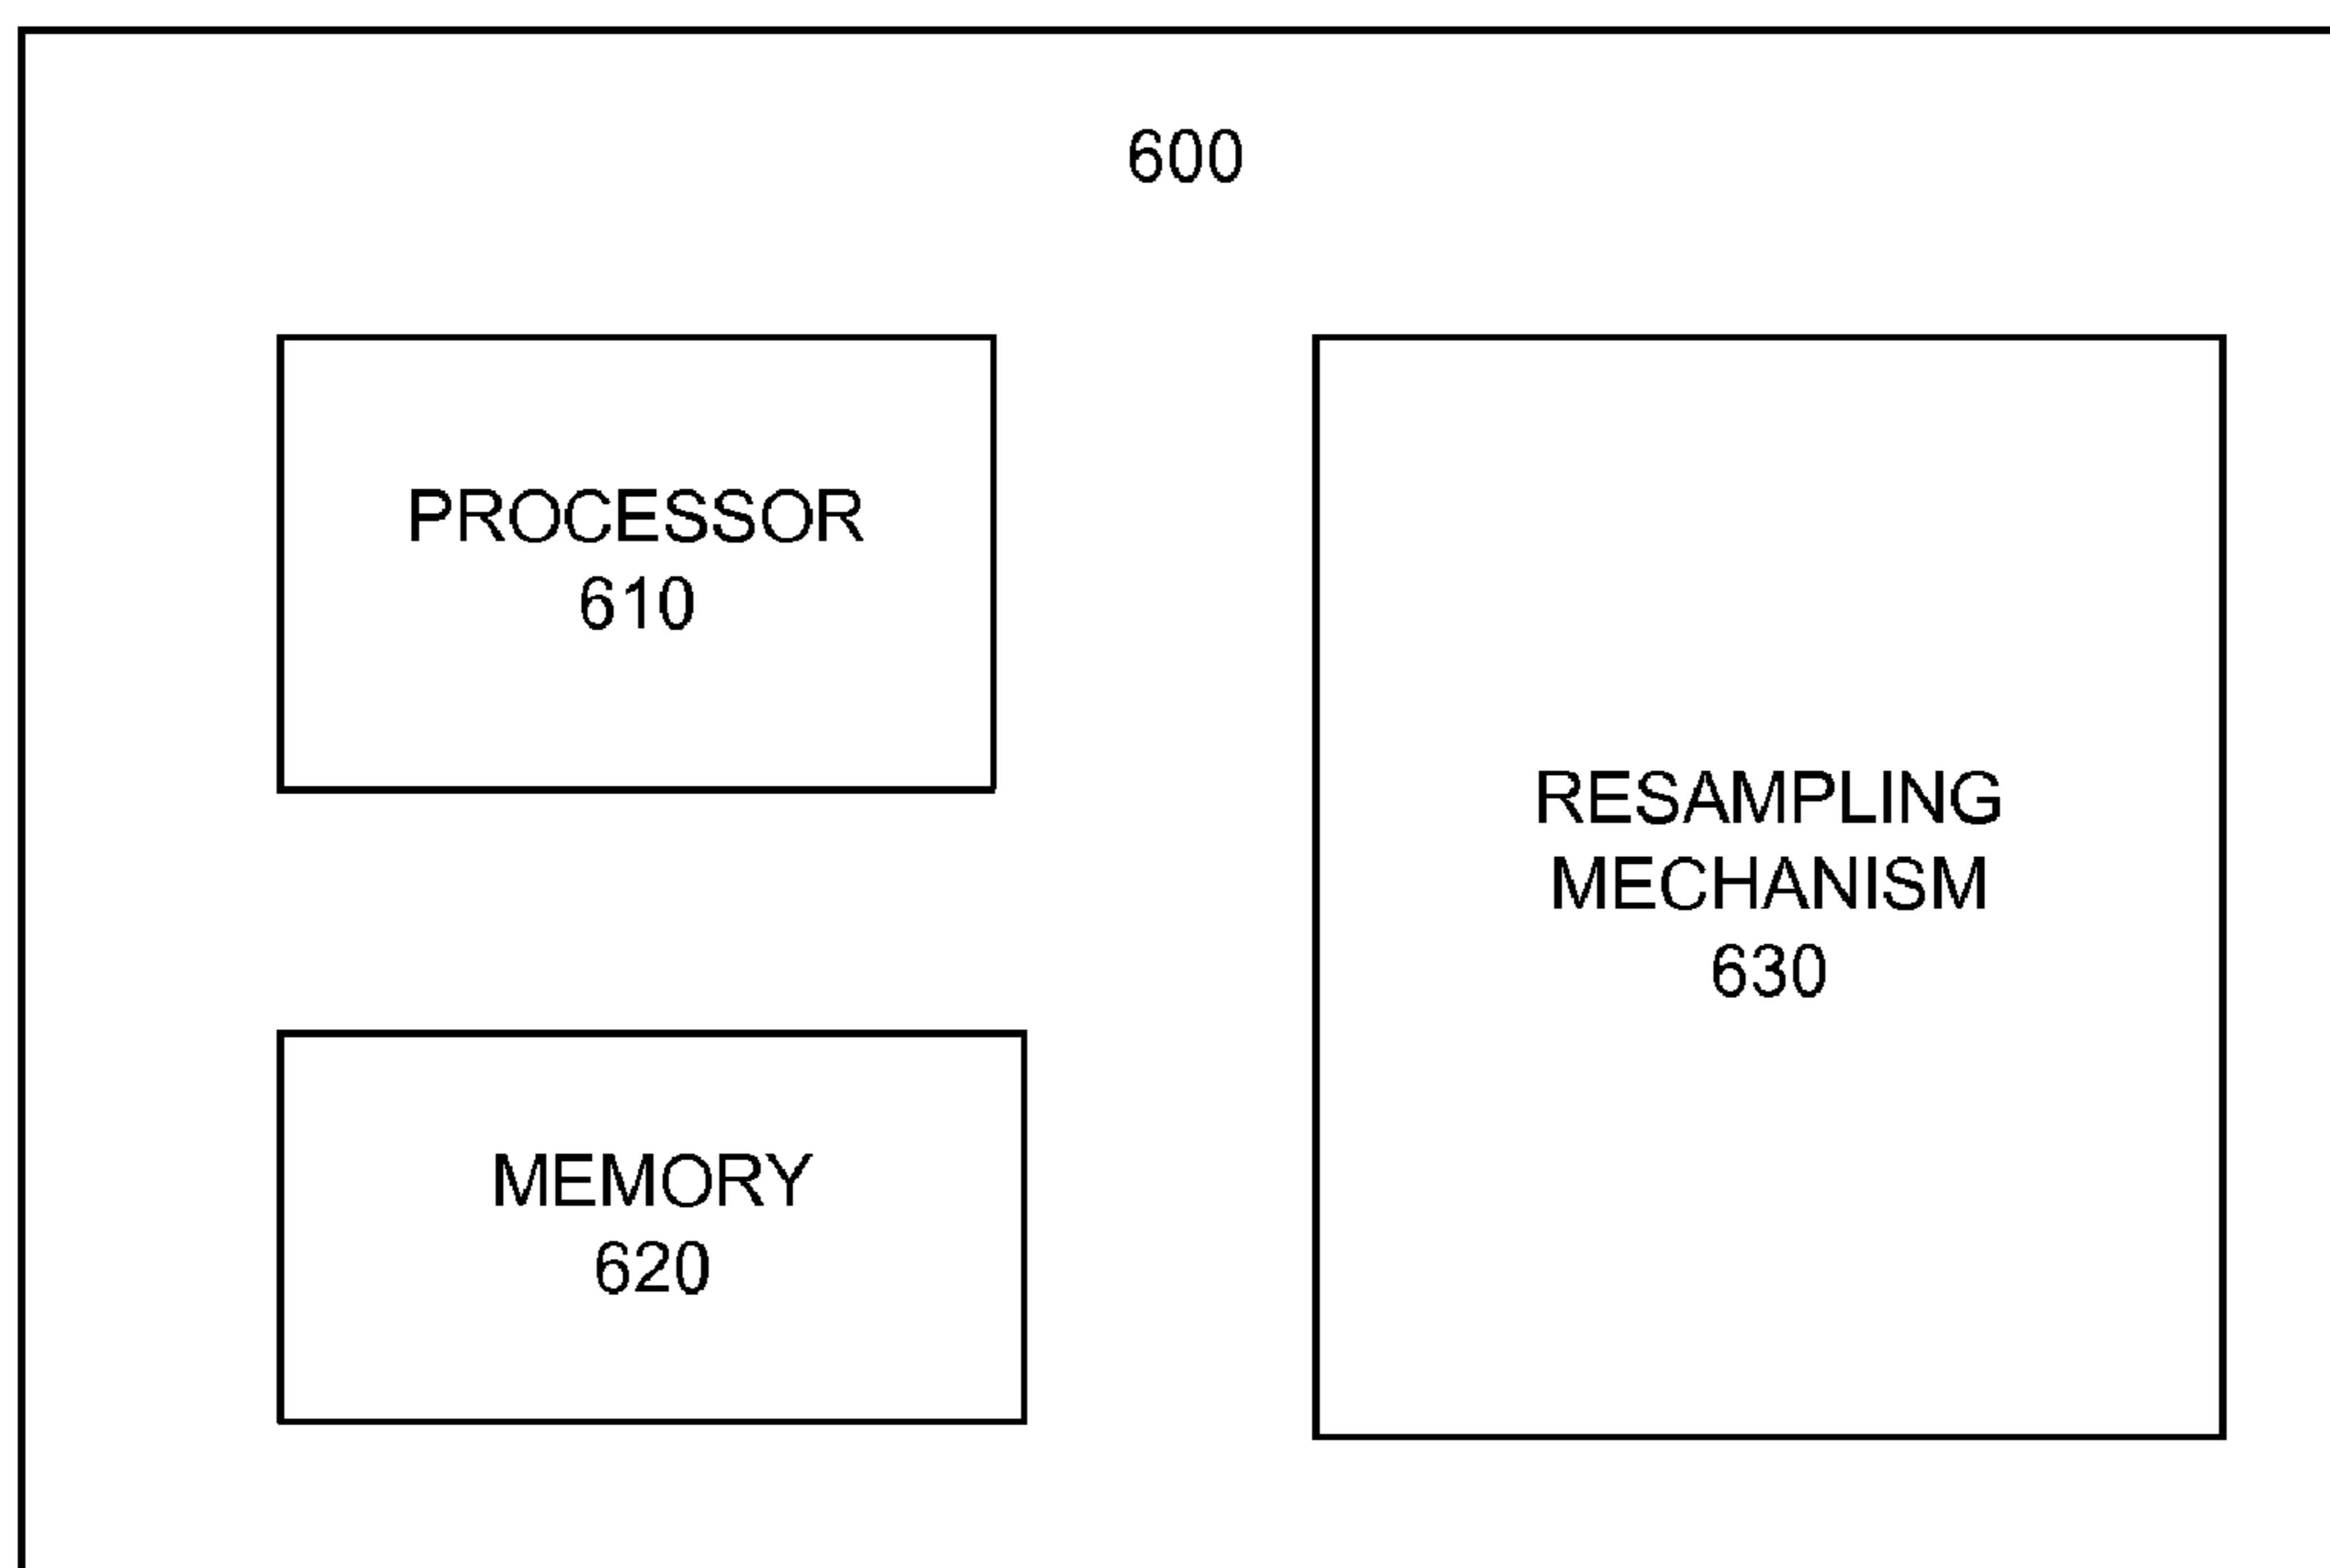 600
PROCESSOR
610
RESAMPLING
MECHANISM
630
MEMORY
620